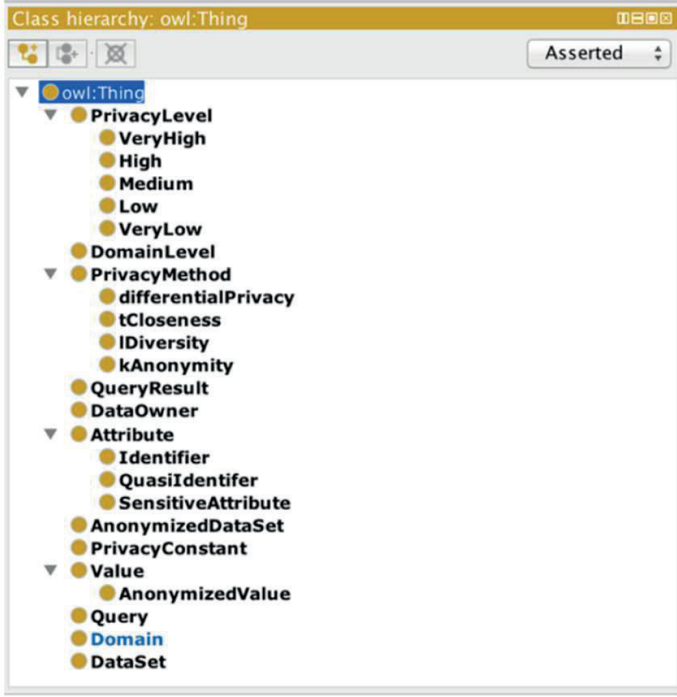 Class hierarchy: owl:Thing
Asserted
owl:Thing
PrivacyLevel
VeryHigh
High
Medium
Low
VeryLow
DomainLevel
PrivacyMethod
differentialPrivacy
tCloseness
lDiversity
kAnonymity
QueryResult
DataOwner
Attribute
Identifier
QuasiIdentifer
SensitiveAttribute
AnonymizedDataSet
PrivacyConstant
Value
AnonymizedValue
Query
Domain
DataSet